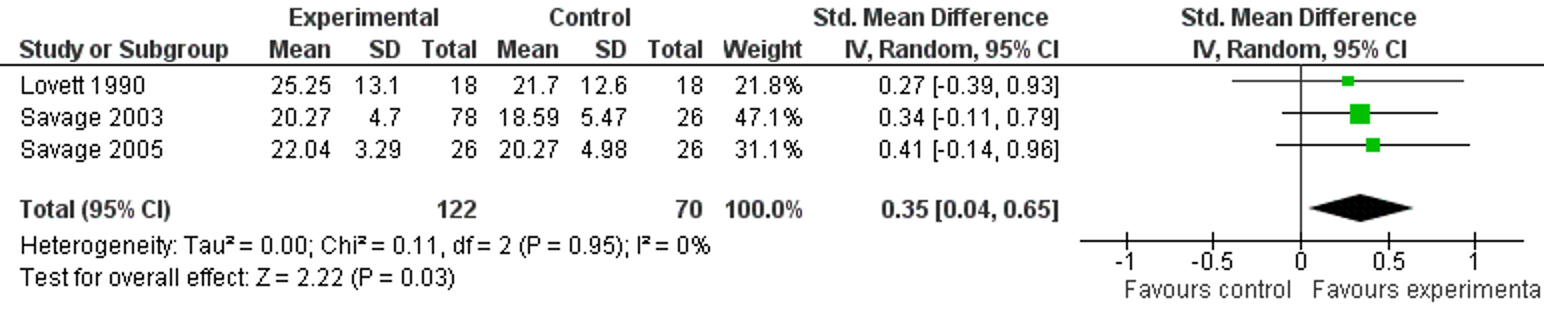 Experimental Control Std. Mean Difference Std. Mean Difference
Study or Subgroup Mean SD Total Mean SD Total Weight IV, Random, 95% CI IV, Random, 95% CI
Lovett 1990 25.25 13.1 18 21.7 12.6 18 21.8% 0.27 [-0.39, 0.93]
Savage 2003 20.27 4.7 78 18.59 5.47 26 47.1% 0.34 [-0.11, 0.79]
Savage 2005 22.04 3.29 26 20.27 4.98 26 31.1% 0.41 [-0.14, 0.96]
Total (95% CI) 122 70 100.0% 0.35 [0.04, 0.65]
Heterogeneity: Tau² = 0.00; Chi² = 0.11, df = 2 (P = 0.95); I² = 0%
Test for overall effect: Z = 2.22 (P = 0.03)
-1 -0.5 0 0.5 1
Favours control Favours experimenta